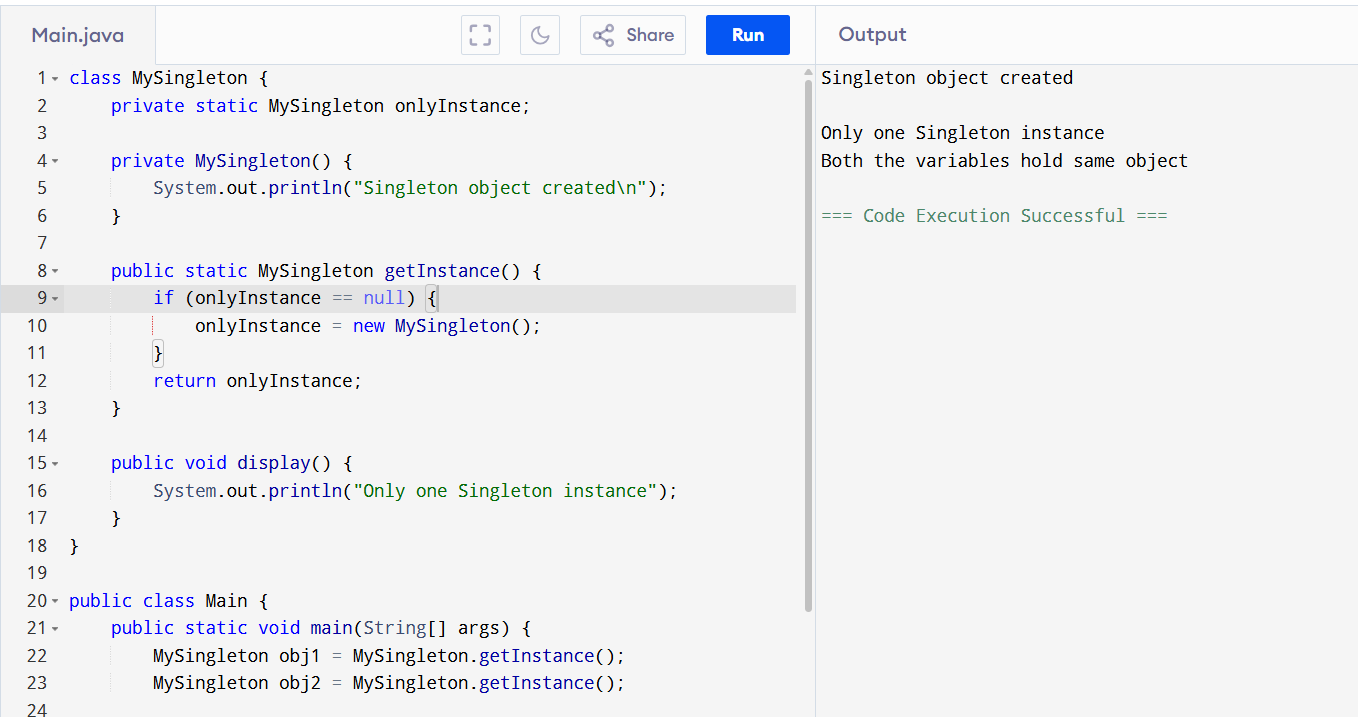 Main.java
Share
Run
Output
1 class MySingleton {
2     private static MySingleton onlyInstance;
3
4     private MySingleton() {
5         System.out.println("Singleton object created\n");
6     }
7
8     public static MySingleton getInstance() {
9         if (onlyInstance == null) {
10             onlyInstance = new MySingleton();
11         }
12         return onlyInstance;
13     }
14
15     public void display() {
16         System.out.println("Only one Singleton instance");
17     }
18 }
19
20 public class Main {
21     public static void main(String[] args) {
22         MySingleton obj1 = MySingleton.getInstance();
23         MySingleton obj2 = MySingleton.getInstance();
24
Singleton object created

Only one Singleton instance
Both the variables hold same object

=== Code Execution Successful ===